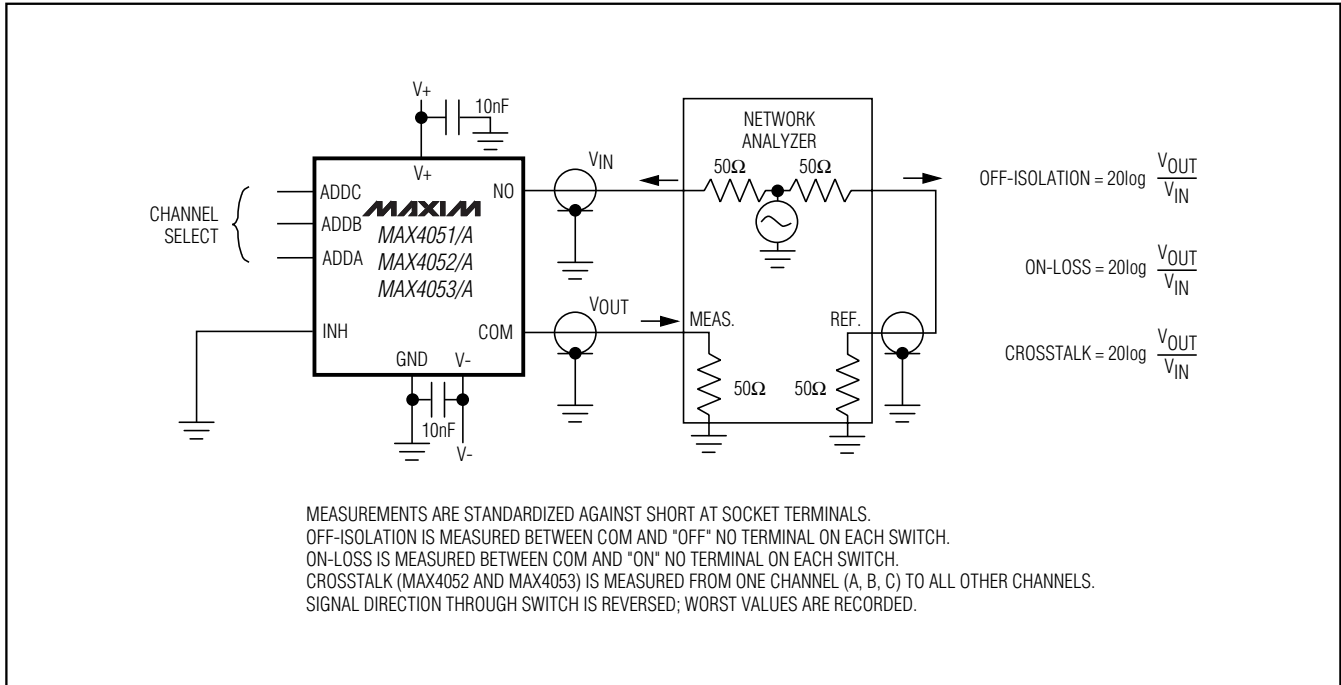 V+
10nF
V+
NO
ADDC
ADDB
ADDA
INH
CHANNEL
SELECT
MAXIM
MAX4051/A
MAX4052/A
MAX4053/A
COM
GND
V-
10nF
V-
VIN
VOUT
NETWORK
ANALYZER
50Ω
50Ω
MEAS.
REF.
50Ω
50Ω
OFF-ISOLATION = 20log VOUT
VIN
ON-LOSS = 20log VOUT
VIN
CROSSTALK = 20log VOUT
VIN
MEASUREMENTS ARE STANDARDIZED AGAINST SHORT AT SOCKET TERMINALS.
OFF-ISOLATION IS MEASURED BETWEEN COM AND "OFF" NO TERMINAL ON EACH SWITCH.
ON-LOSS IS MEASURED BETWEEN COM AND "ON" NO TERMINAL ON EACH SWITCH.
CROSSTALK (MAX4052 AND MAX4053) IS MEASURED FROM ONE CHANNEL (A, B, C) TO ALL OTHER CHANNELS.
SIGNAL DIRECTION THROUGH SWITCH IS REVERSED; WORST VALUES ARE RECORDED.